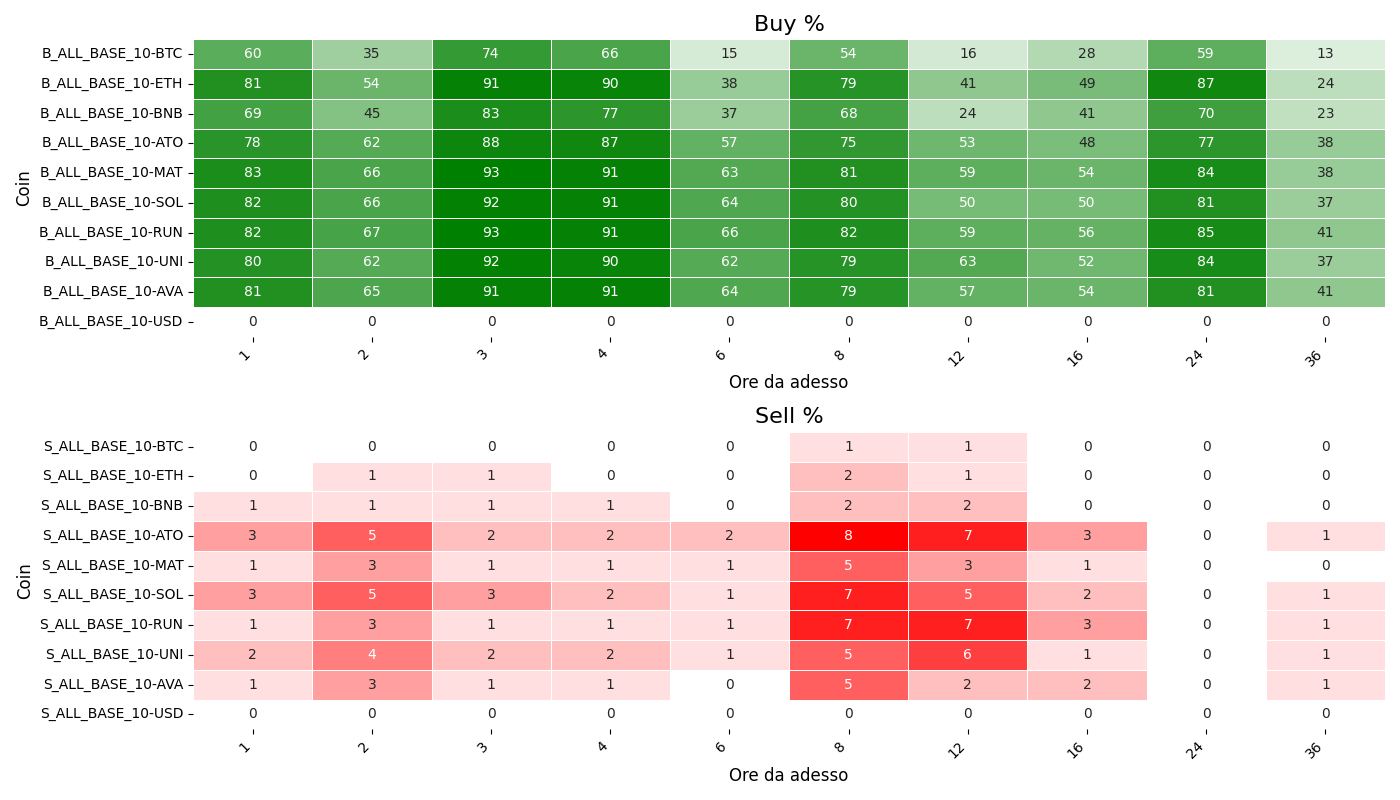 Buy %
Coin
B_ALL_BASE_10-BTC 60 35 74 66 15 54 16 28 59 13
B_ALL_BASE_10-ETH 81 54 91 90 38 79 41 49 87 24
B_ALL_BASE_10-BNB 69 45 83 77 37 68 24 41 70 23
B_ALL_BASE_10-ATO 78 62 88 87 57 75 53 48 77 38
B_ALL_BASE_10-MAT 83 66 93 91 63 81 59 54 84 38
B_ALL_BASE_10-SOL 82 66 92 91 64 80 50 50 81 37
B_ALL_BASE_10-RUN 82 67 93 91 66 82 59 56 85 41
B_ALL_BASE_10-UNI 80 62 92 90 62 79 63 52 84 37
B_ALL_BASE_10-AVA 81 65 91 91 64 79 57 54 81 41
B_ALL_BASE_10-USD 0 0 0 0 0 0 0 0 0 0
1 2 3 4 6 8 12 16 24 36
Ore da adesso
Sell %
Coin
S_ALL_BASE_10-BTC 0 0 0 0 0 1 1 0 0 0
S_ALL_BASE_10-ETH 0 1 1 0 0 2 1 0 0 0
S_ALL_BASE_10-BNB 1 1 1 1 0 2 2 0 0 0
S_ALL_BASE_10-ATO 3 5 2 2 2 8 7 3 0 1
S_ALL_BASE_10-MAT 1 3 1 1 1 5 3 1 0 0
S_ALL_BASE_10-SOL 3 5 3 2 1 7 5 2 0 1
S_ALL_BASE_10-RUN 1 3 1 1 1 7 7 3 0 1
S_ALL_BASE_10-UNI 2 4 2 2 1 5 6 1 0 1
S_ALL_BASE_10-AVA 1 3 1 1 0 5 2 2 0 1
S_ALL_BASE_10-USD 0 0 0 0 0 0 0 0 0 0
1 2 3 4 6 8 12 16 24 36
Ore da adesso